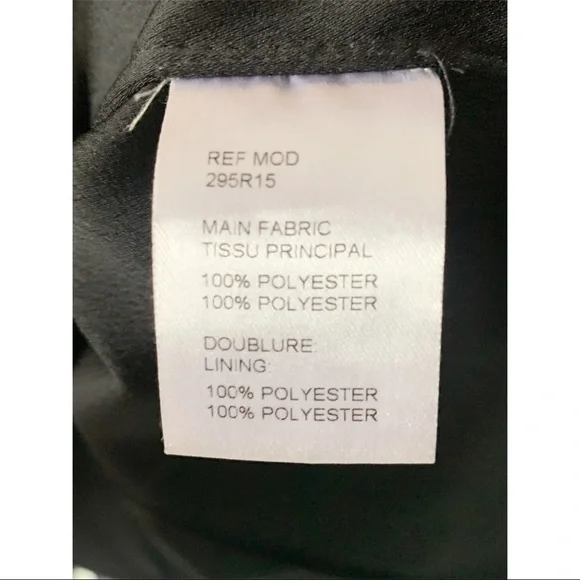 REF MOD
295R15
MAIN FABRIC
TISSU PRINCIPAL
100% POLYESTER
100% POLYESTER
DOUBLURE:
LINING:
100% POLYESTER
100% POLYESTER